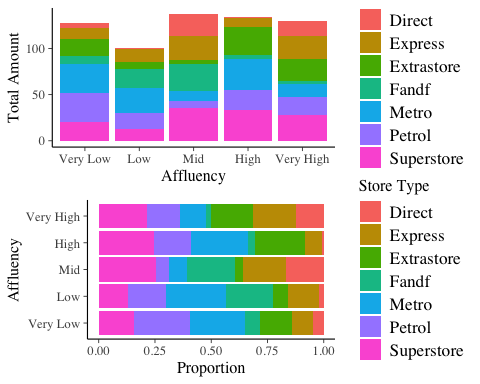 Total Amount
100
50
0
Very Low Low Mid High Very High
Affluency
Direct
Express
Extrastore
Fandf
Metro
Petrol
Superstore
Affluency
Very High
High
Mid
Low
Very Low
0.00 0.25 0.50 0.75 1.00
Proportion
Store Type
Direct
Express
Extrastore
Fandf
Metro
Petrol
Superstore